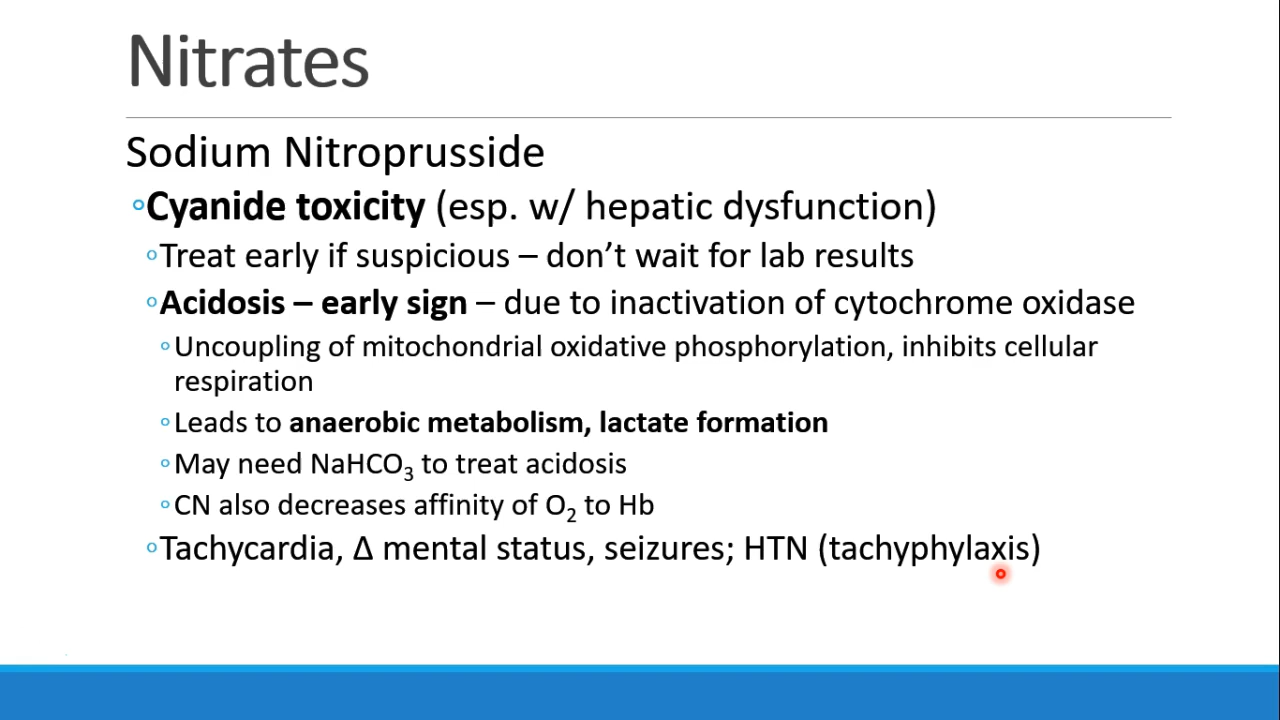 Nitrates
Sodium Nitroprusside
◦Cyanide toxicity (esp. w/ hepatic dysfunction)
◦Treat early if suspicious – don’t wait for lab results
◦Acidosis – early sign – due to inactivation of cytochrome oxidase
◦Uncoupling of mitochondrial oxidative phosphorylation, inhibits cellular
respiration
◦Leads to anaerobic metabolism, lactate formation
◦May need NaHCO₃ to treat acidosis
◦CN also decreases affinity of O₂ to Hb
◦Tachycardia, Δ mental status, seizures; HTN (tachyphylaxis)